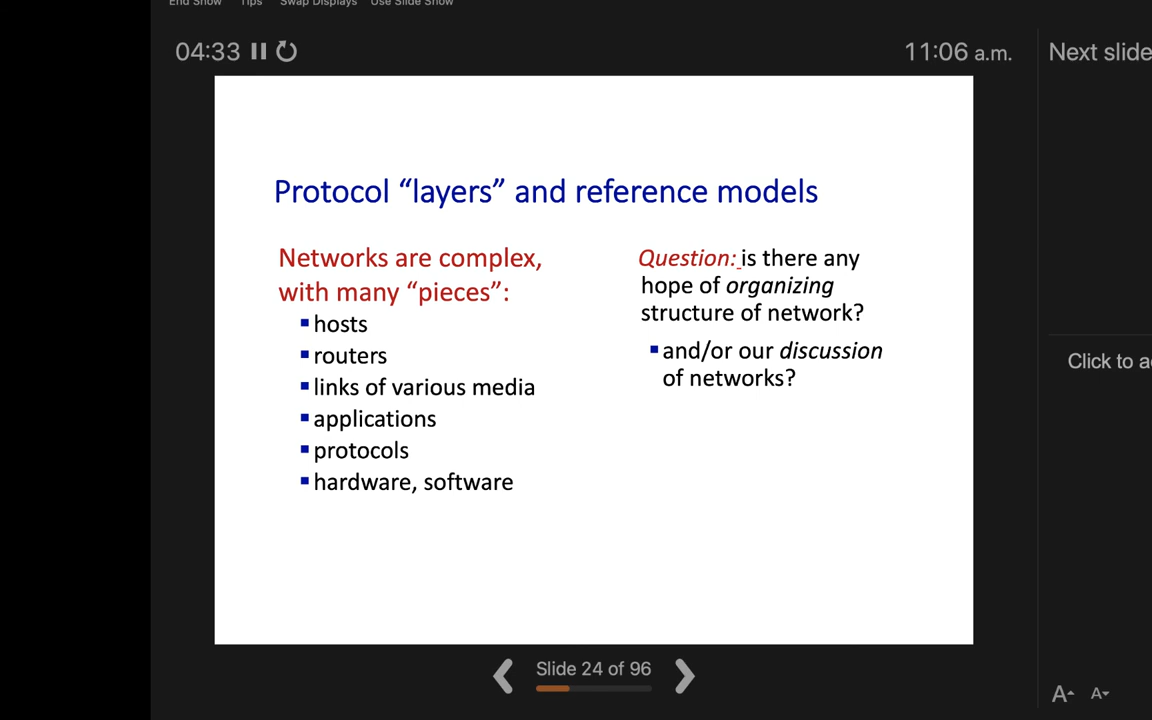 End Show Tips Swap Displays Use Slide Show
04:33 11:06 a.m. Next slide
Protocol “layers” and reference models
Networks are complex,
with many “pieces”:
▪hosts
▪routers
▪links of various media
▪applications
▪protocols
▪hardware, software
Question: is there any
hope of organizing
structure of network?
▪and/or our discussion
of networks?
Click to a
Slide 24 of 96
A A